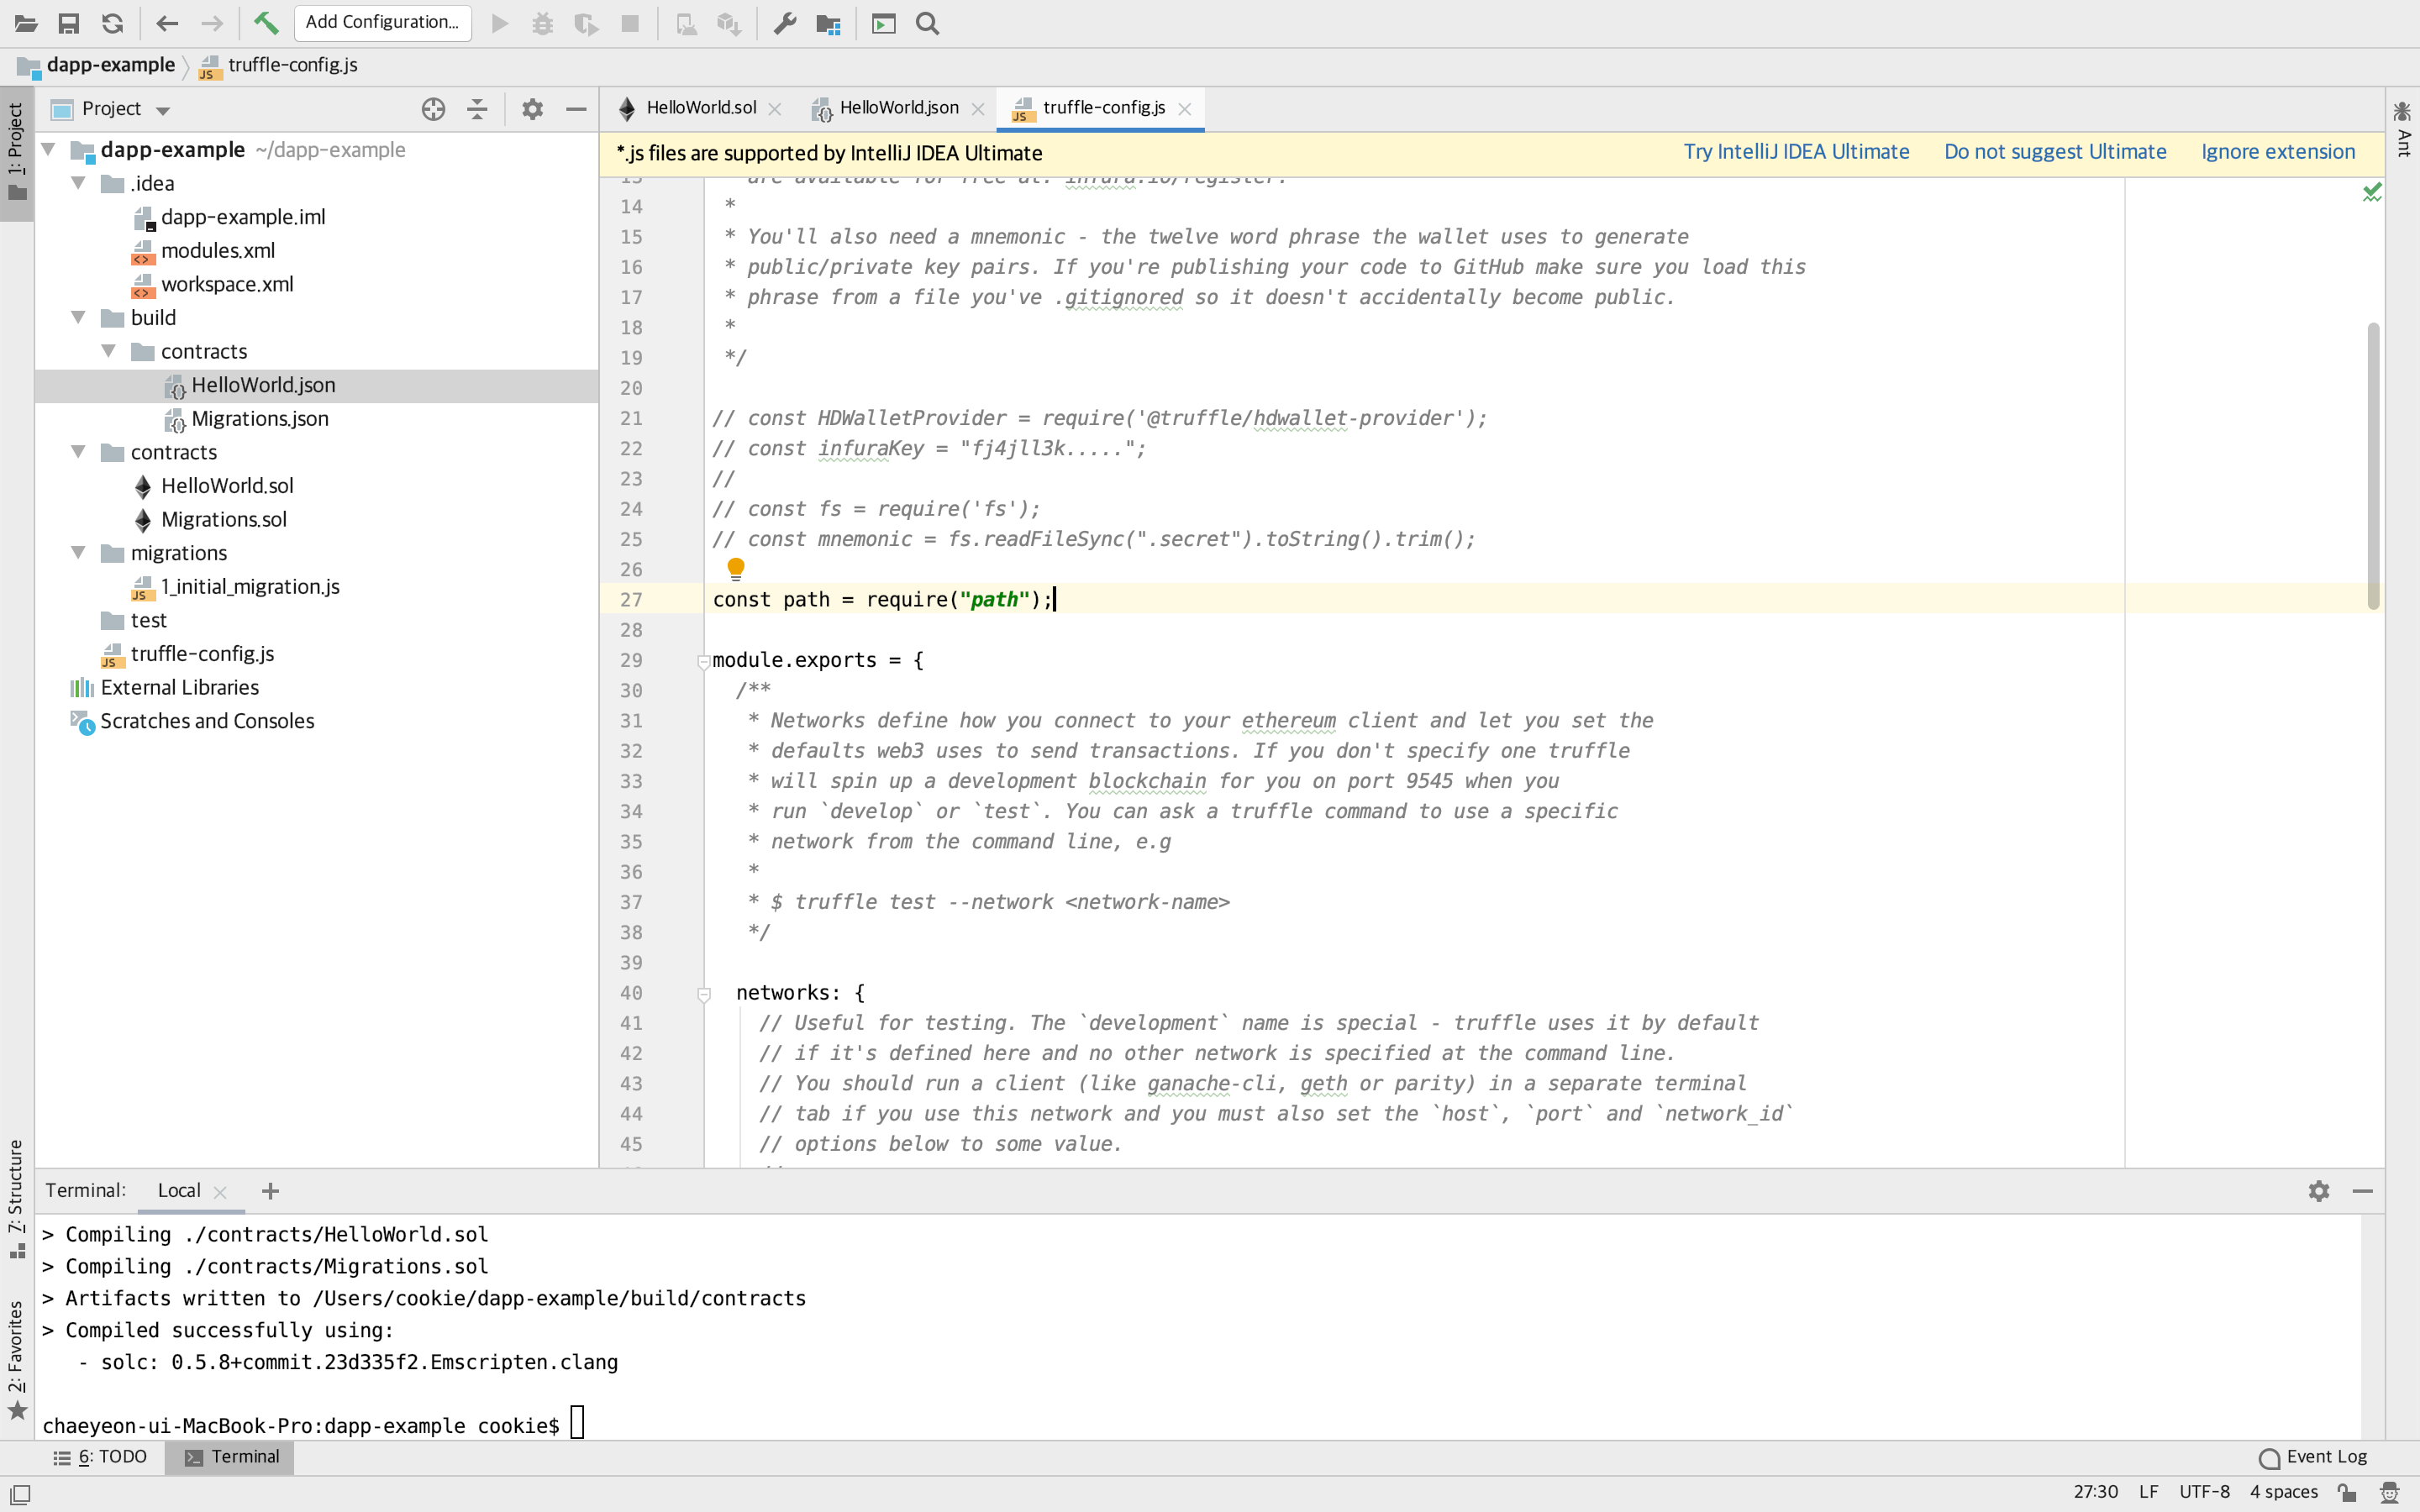 Add Configuration...
dapp-example
truffle-config.js
1: Project
Project
HelloWorld.sol
HelloWorld.json
truffle-config.js
Ant
dapp-example ~/dapp-example
.idea
dapp-example.iml
modules.xml
workspace.xml
build
contracts
HelloWorld.json
Migrations.json
contracts
HelloWorld.sol
Migrations.sol
migrations
1_initial_migration.js
test
truffle-config.js
External Libraries
Scratches and Consoles
*.js files are supported by IntelliJ IDEA Ultimate
Try IntelliJ IDEA Ultimate
Do not suggest Ultimate
Ignore extension
13 are available for free at: infura.io/register.
14 *
15 * You'll also need a mnemonic - the twelve word phrase the wallet uses to generate
16 * public/private key pairs. If you're publishing your code to GitHub make sure you load this
17 * phrase from a file you've .gitignored so it doesn't accidentally become public.
18 *
19 */
20
21 // const HDWalletProvider = require('@truffle/hdwallet-provider');
22 // const infuraKey = "fj4jll3k.....";
23 //
24 // const fs = require('fs');
25 // const mnemonic = fs.readFileSync(".secret").toString().trim();
26
27 const path = require("path");
28
29 module.exports = {
30 /**
31 * Networks define how you connect to your ethereum client and let you set the
32 * defaults web3 uses to send transactions. If you don't specify one truffle
33 * will spin up a development blockchain for you on port 9545 when you
34 * run `develop` or `test`. You can ask a truffle command to use a specific
35 * network from the command line, e.g
36 *
37 * $ truffle test --network <network-name>
38 */
39
40 networks: {
41 // Useful for testing. The `development` name is special - truffle uses it by default
42 // if it's defined here and no other network is specified at the command line.
43 // You should run a client (like ganache-cli, geth or parity) in a separate terminal
44 // tab if you use this network and you must also set the `host`, `port` and `network_id`
45 // options below to some value.
7: Structure
2: Favorites
Terminal:
Local
> Compiling ./contracts/HelloWorld.sol
> Compiling ./contracts/Migrations.sol
> Artifacts written to /Users/cookie/dapp-example/build/contracts
> Compiled successfully using:
- solc: 0.5.8+commit.23d335f2.Emscripten.clang
chaeyeon-ui-MacBook-Pro:dapp-example cookie$
6: TODO
Terminal
Event Log
27:30 LF UTF-8 4 spaces